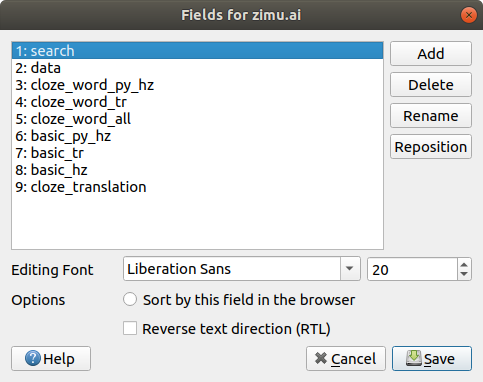 Fields for zimu.ai
1: search
2: data
3: cloze_word_py_hz
4: cloze_word_tr
5: cloze_word_all
6: basic_py_hz
7: basic_tr
8: basic_hz
9: cloze_translation
Add
Delete
Rename
Reposition
Editing Font Liberation Sans 20
Options Sort by this field in the browser
Reverse text direction (RTL)
Help Cancel Save